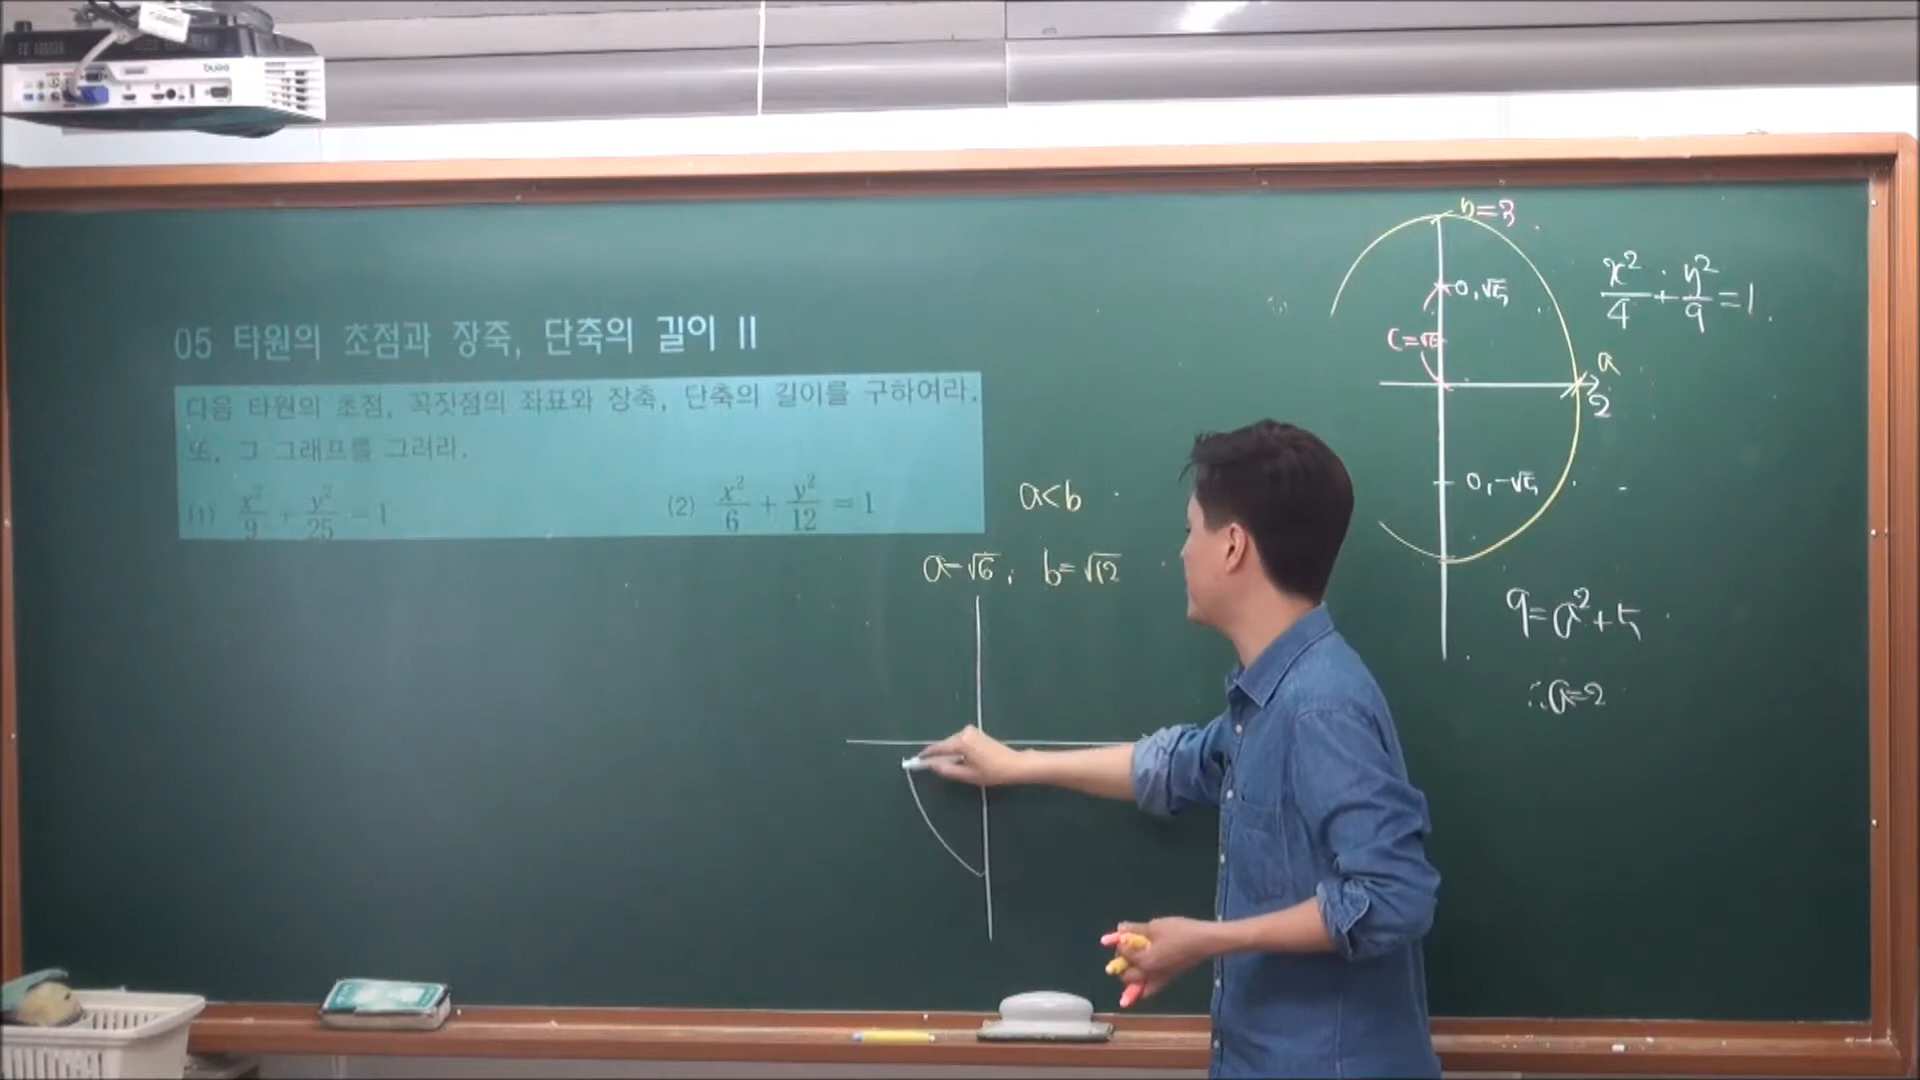 BenQ
05 타원의 초점과 장축, 단축의 길이 II
다음 타원의 초점, 꼭짓점의 좌표와 장축, 단축의 길이를 구하여라.
또, 그 그래프를 그려라.
(1) x²/9 + y²/25 = 1
(2) x²/6 + y²/12 = 1
a<b
a=√6, b=√12
b=3
0,√5
c=√5
a
2
0,-√5
x²/4 + y²/9 = 1
9=a²+5
∴a=2